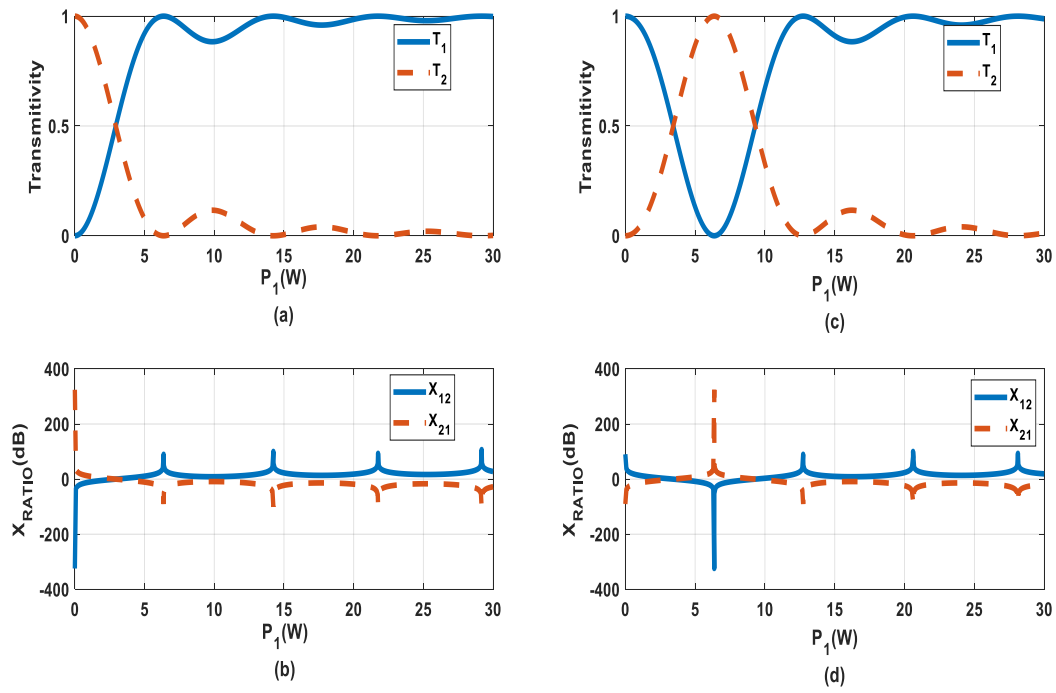 Transmitivity
1
0.5
0
T1
T2
0 5 10 15 20 25 30
P1(W)
(a)
Transmitivity
1
0.5
0
T1
T2
0 5 10 15 20 25 30
P1(W)
(c)
XRATIO(dB)
400
200
0
-200
-400
X12
X21
0 5 10 15 20 25 30
P1(W)
(b)
XRATIO(dB)
400
200
0
-200
-400
X12
X21
0 5 10 15 20 25 30
P1(W)
(d)